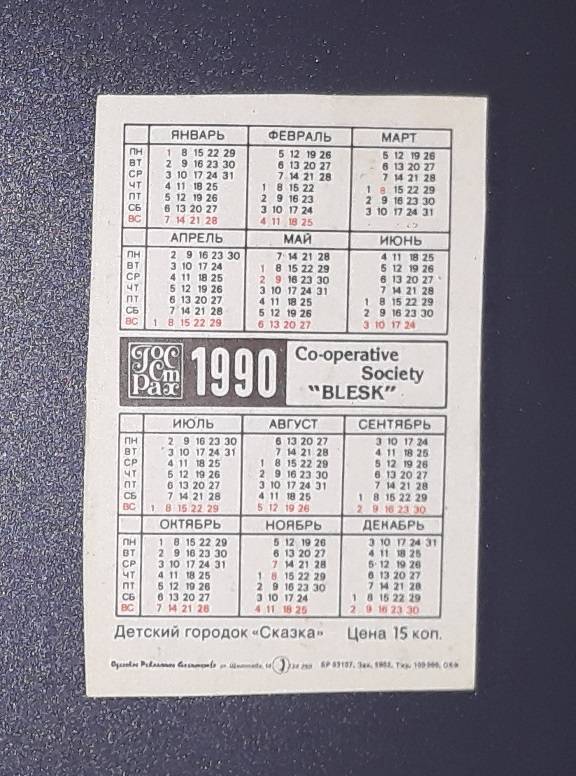 ЯНВАРЬ ФЕВРАЛЬ МАРТ
ПН 1 8 15 22 29 5 12 19 26 5 12 19 26
ВТ 2 9 16 23 30 6 13 20 27 6 13 20 27
СР 3 10 17 24 31 7 14 21 28 7 14 21 28
ЧТ 4 11 18 25 1 8 15 22 1 8 15 22 29
ПТ 5 12 19 26 2 9 16 23 2 9 16 23 30
СБ 6 13 20 27 3 10 17 24 3 10 17 24 31
ВС 7 14 21 28 4 11 18 25
АПРЕЛЬ МАЙ ИЮНЬ
ПН 2 9 16 23 30 7 14 21 28 4 11 18 25
ВТ 3 10 17 24 1 8 15 22 29 5 12 19 26
СР 4 11 18 25 2 9 16 23 30 6 13 20 27
ЧТ 5 12 19 26 3 10 17 24 31 7 14 21 28
ПТ 6 13 20 27 4 11 18 25 1 8 15 22 29
СБ 7 14 21 28 5 12 19 26 2 9 16 23 30
ВС 1 8 15 22 29 6 13 20 27 3 10 17 24
Гос
ст
рах
1990
Co-operative
Society
"BLESK"
ИЮЛЬ АВГУСТ СЕНТЯБРЬ
ПН 2 9 16 23 30 6 13 20 27 3 10 17 24
ВТ 3 10 17 24 31 7 14 21 28 4 11 18 25
СР 4 11 18 25 1 8 15 22 29 5 12 19 26
ЧТ 5 12 19 26 2 9 16 23 30 6 13 20 27
ПТ 6 13 20 27 3 10 17 24 31 7 14 21 28
СБ 7 14 21 28 4 11 18 25 1 8 15 22 29
ВС 1 8 15 22 29 5 12 19 26 2 9 16 23 30
ОКТЯБРЬ НОЯБРЬ ДЕКАБРЬ
ПН 1 8 15 22 29 5 12 19 26 3 10 17 24 31
ВТ 2 9 16 23 30 6 13 20 27 4 11 18 25
СР 3 10 17 24 31 7 14 21 28 5 12 19 26
ЧТ 4 11 18 25 1 8 15 22 29 6 13 20 27
ПТ 5 12 19 26 2 9 16 23 30 7 14 21 28
СБ 6 13 20 27 3 10 17 24 1 8 15 22 29
ВС 7 14 21 28 4 11 18 25 2 9 16 23 30
Детский городок «Сказка» Цена 15 коп.